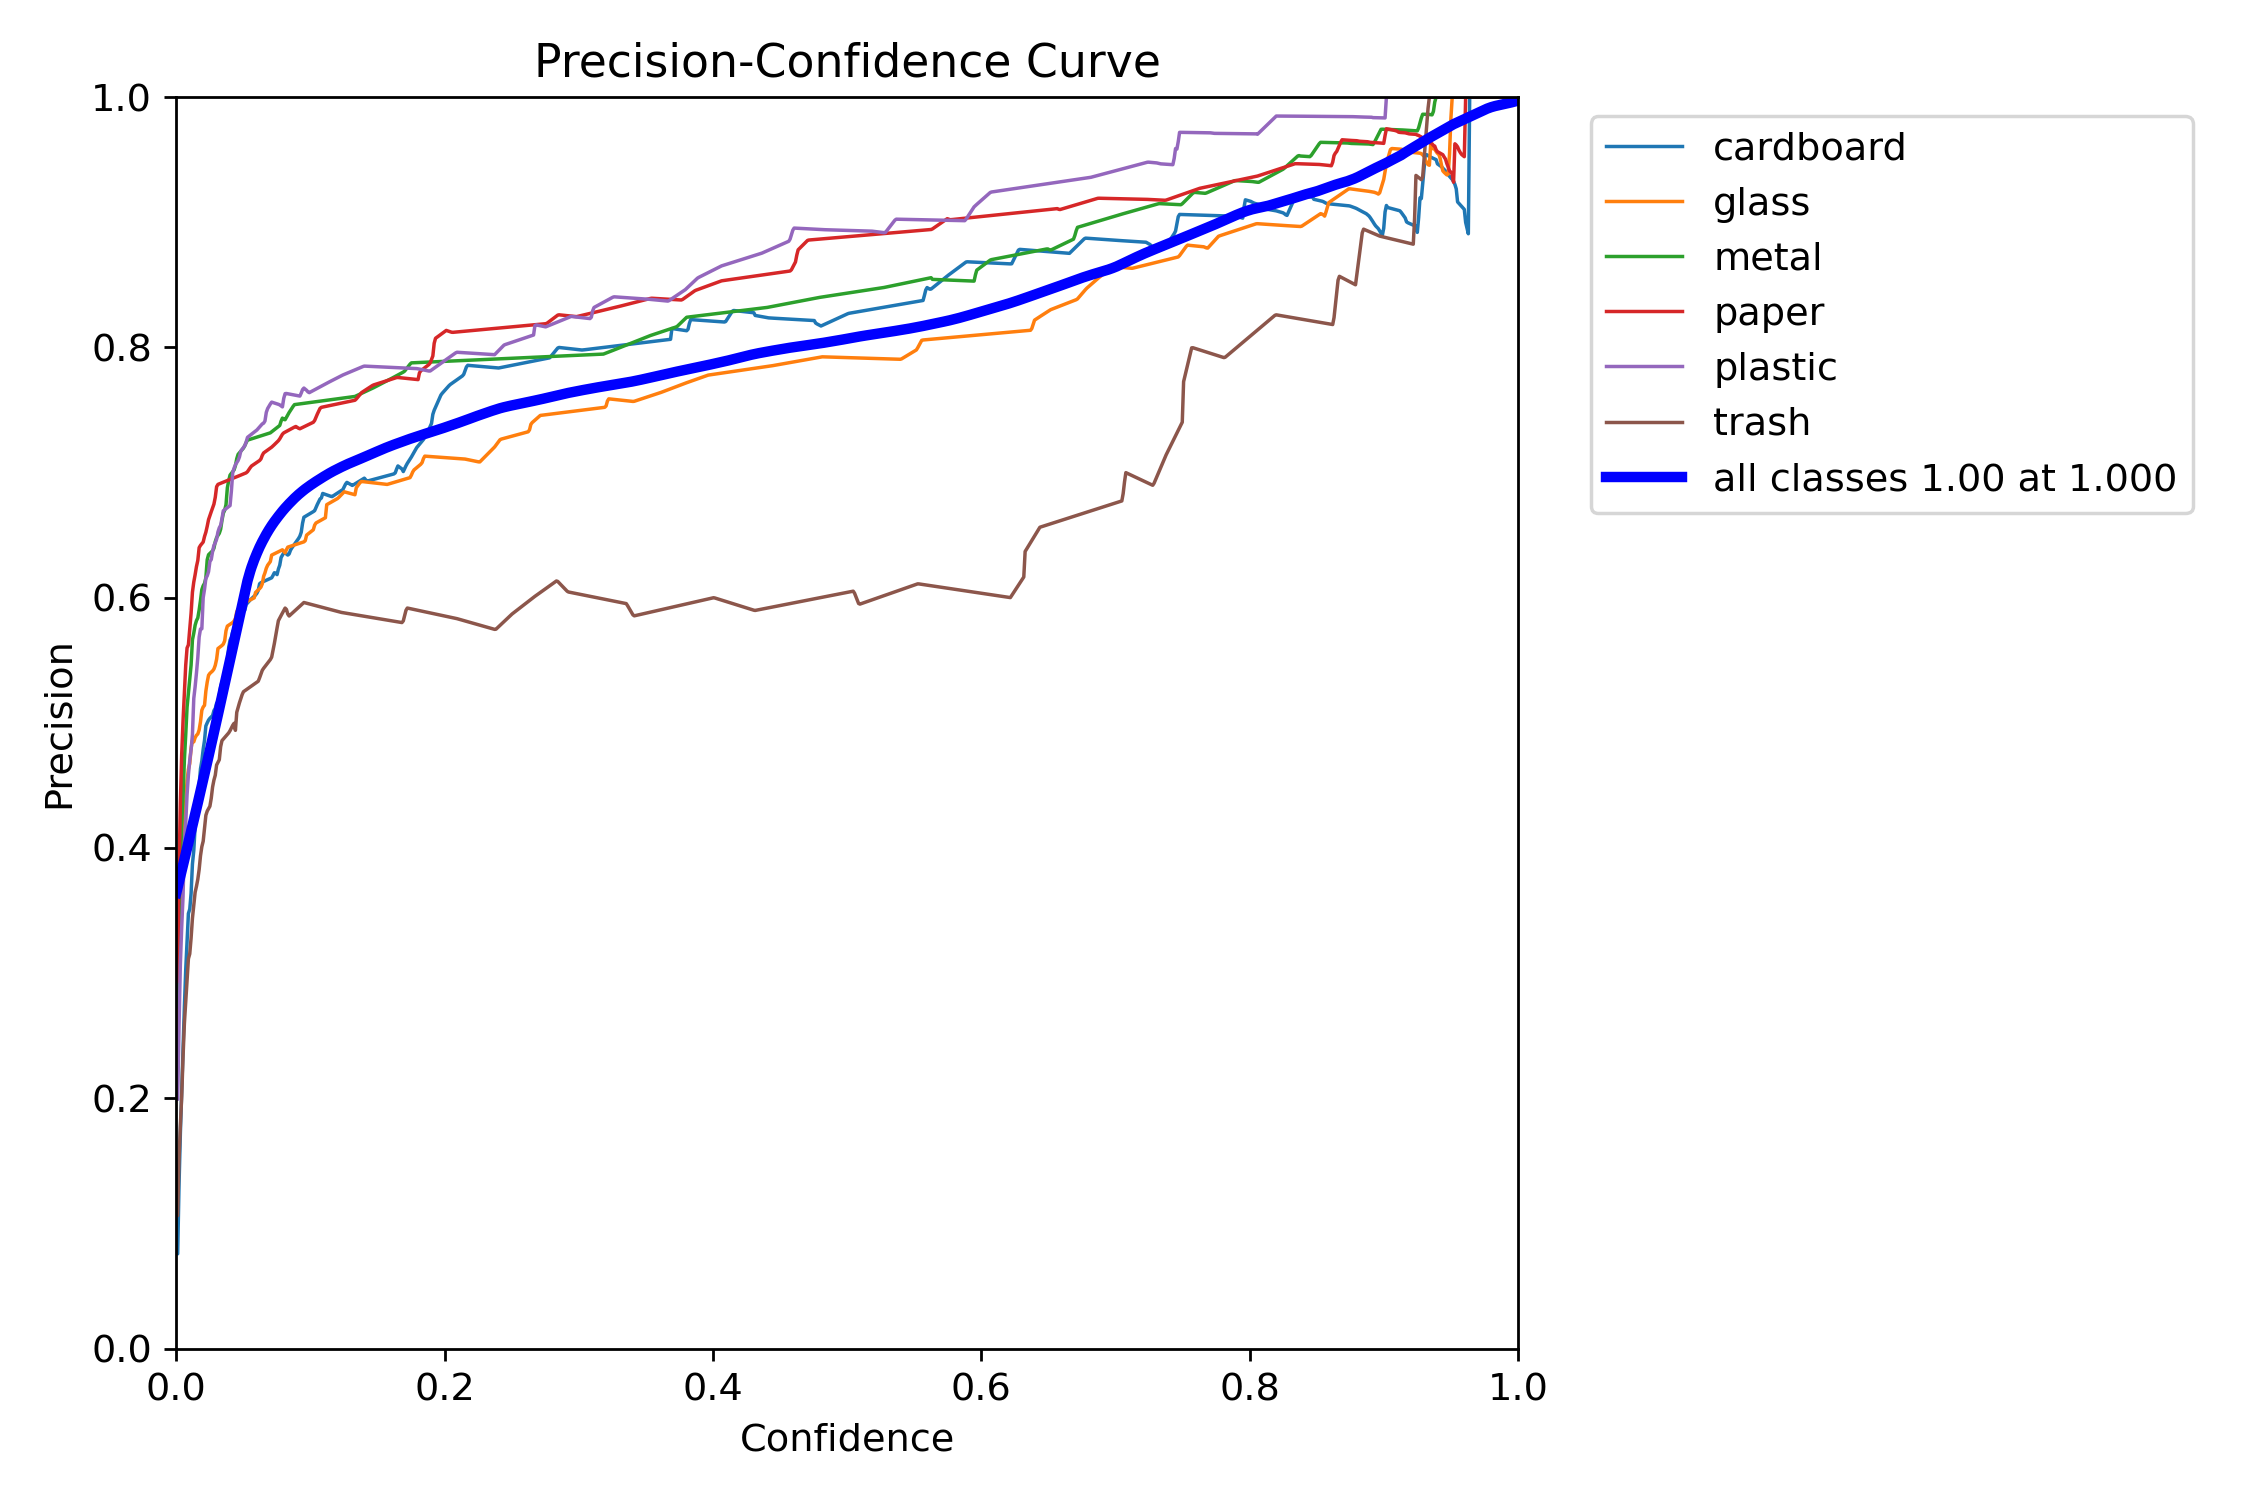 Precision-Confidence Curve
1.0
0.8
0.6
0.4
0.2
0.0
Precision
0.0 0.2 0.4 0.6 0.8 1.0
Confidence
cardboard
glass
metal
paper
plastic
trash
all classes 1.00 at 1.000